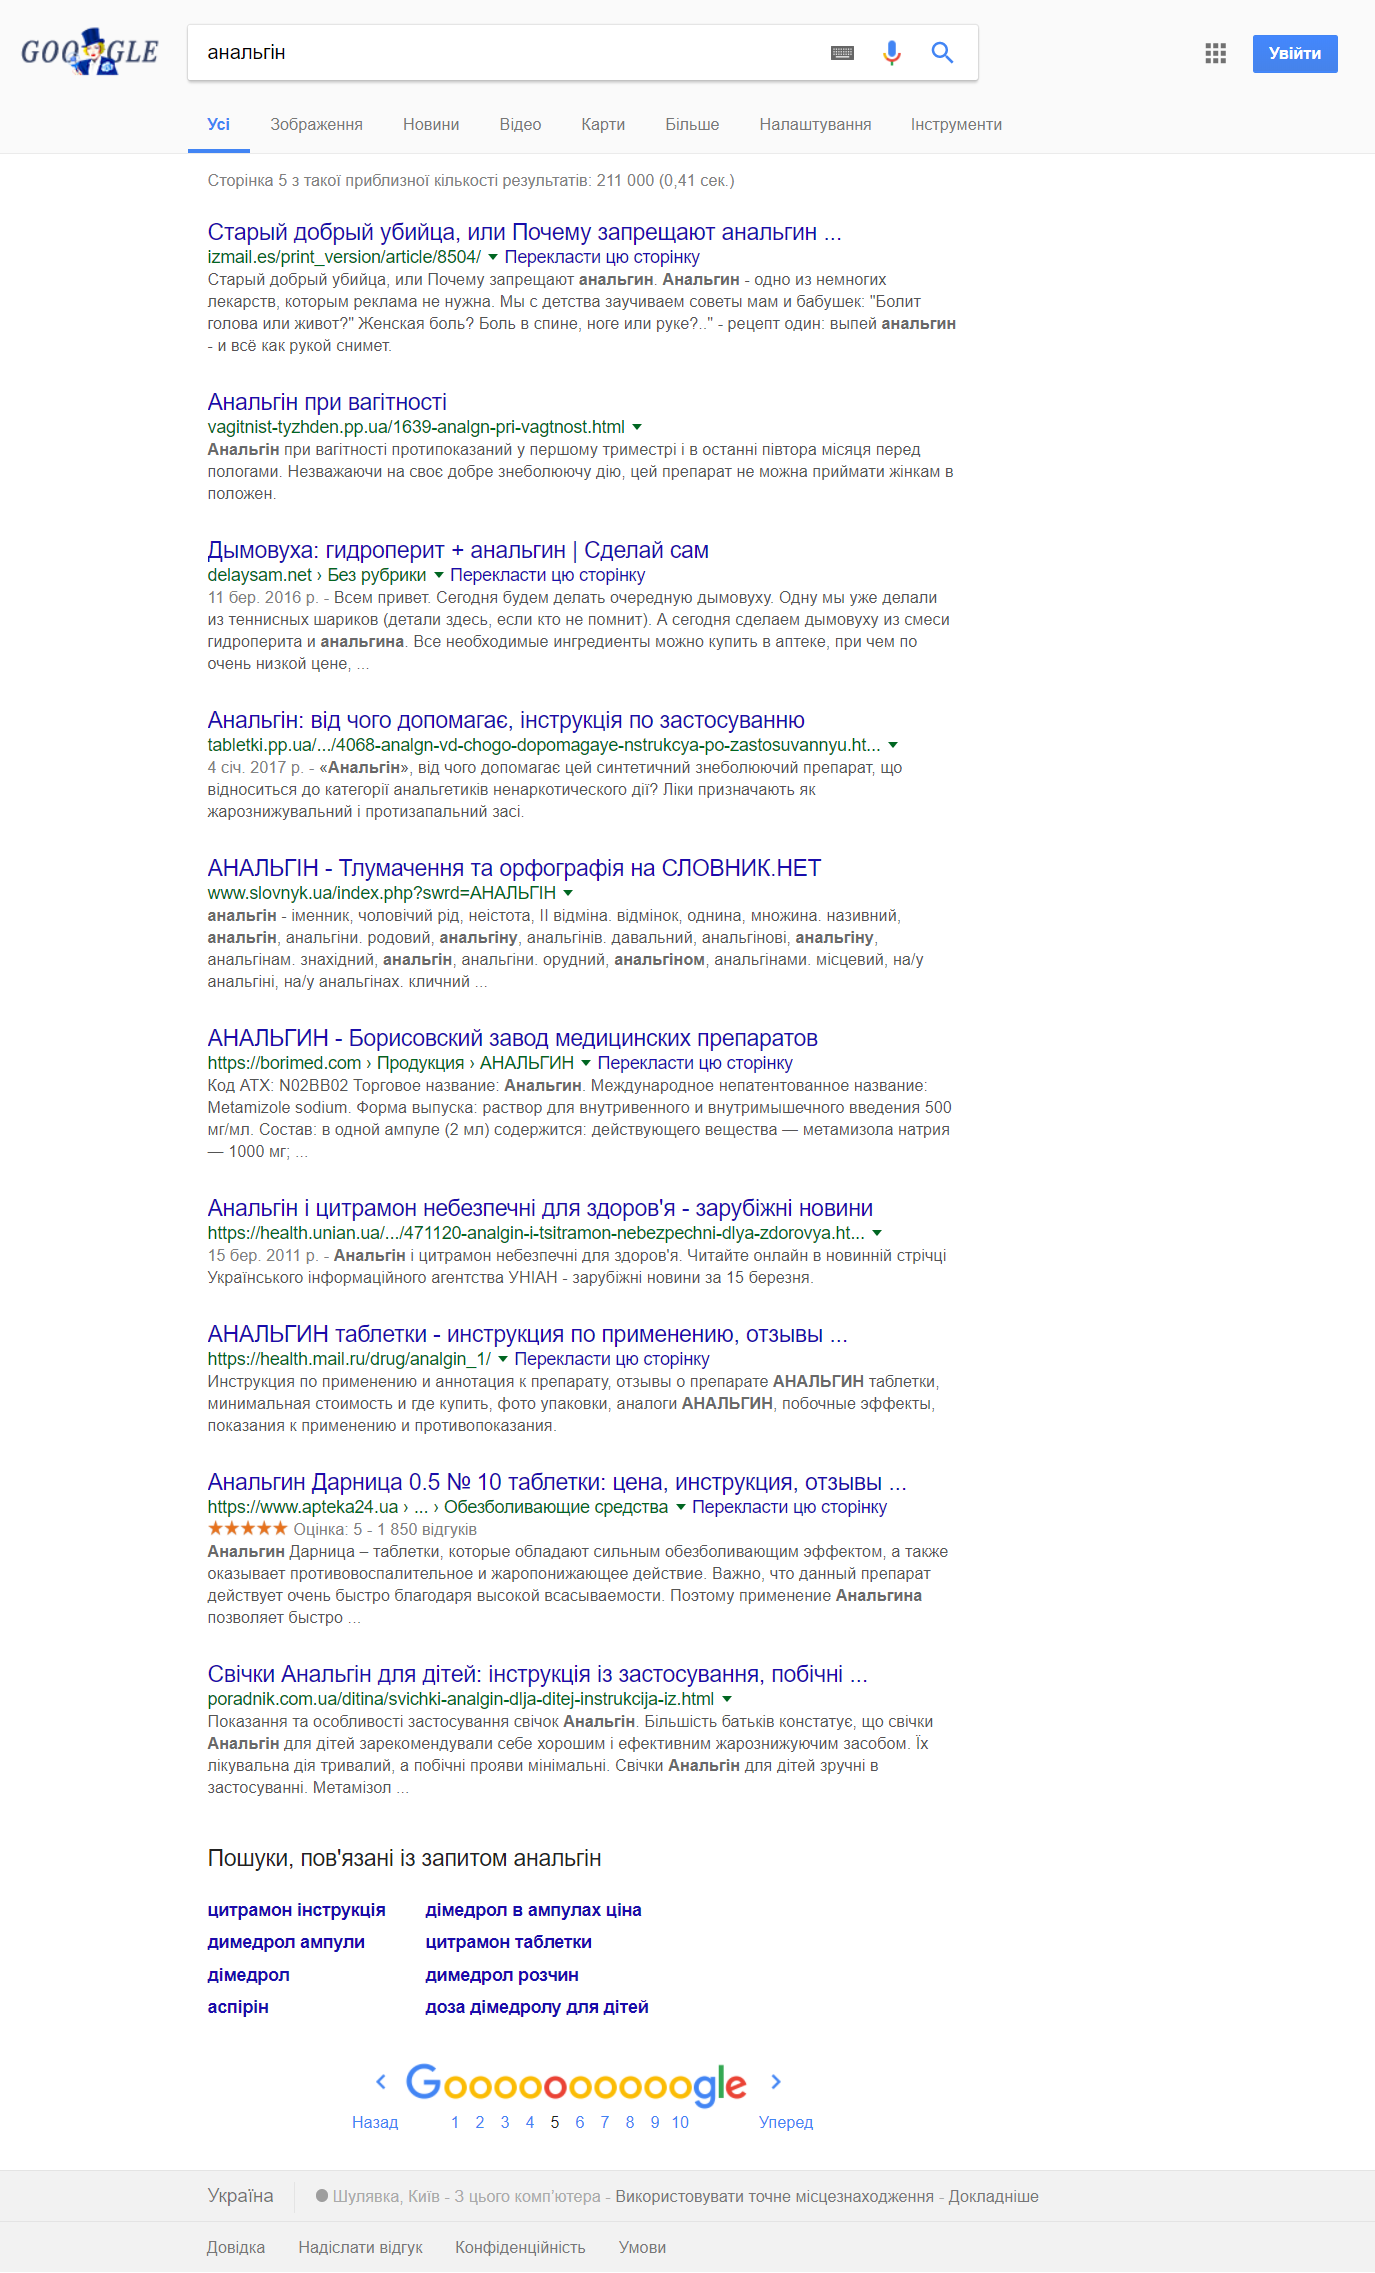 GOOGLE
анальгін
Увійти
Усі Зображення Новини Відео Карти Більше Налаштування Інструменти
Сторінка 5 з такої приблизної кількості результатів: 211 000 (0,41 сек.)
Старый добрый убийца, или Почему запрещают анальгин ...
izmail.es/print_version/article/8504/ Перекласти цю сторінку
Старый добрый убийца, или Почему запрещают анальгин. Анальгин - одно из немногих
лекарств, которым реклама не нужна. Мы с детства заучиваем советы мам и бабушек: "Болит
голова или живот?" Женская боль? Боль в спине, ноге или руке?.." - рецепт один: выпей анальгин
- и всё как рукой снимет.
Анальгін при вагітності
vagitnist-tyzhden.pp.ua/1639-analgn-pri-vagtnost.html
Анальгін при вагітності протипоказаний у першому триместрі і в останні півтора місяця перед
пологами. Незважаючи на своє добре знеболюючу дію, цей препарат не можна приймати жінкам в
положен.
Дымовуха: гидроперит + анальгин | Сделай сам
delaysam.net › Без рубрики Перекласти цю сторінку
11 бер. 2016 р. - Всем привет. Сегодня будем делать очередную дымовуху. Одну мы уже делали
из теннисных шариков (детали здесь, если кто не помнит). А сегодня сделаем дымовуху из смеси
гидроперита и анальгина. Все необходимые ингредиенты можно купить в аптеке, при чем по
очень низкой цене, ...
Анальгін: від чого допомагає, інструкція по застосуванню
tabletki.pp.ua/.../4068-analgn-vd-chogo-dopomagaye-nstrukcya-po-zastosuvannyu.ht...
4 січ. 2017 р. - «Анальгін», від чого допомагає цей синтетичний знеболюючий препарат, що
відноситься до категорії анальгетиків ненаркотического дії? Ліки призначають як
жарознижувальний і протизапальний засі.
АНАЛЬГІН - Тлумачення та орфографія на СЛОВНИК.НЕТ
www.slovnyk.ua/index.php?swrd=АНАЛЬГІН
анальгін - іменник, чоловічий рід, неістота, II відміна. відмінок, однина, множина. називний,
анальгін, анальгіни. родовий, анальгіну, анальгінів. давальний, анальгінові, анальгіну,
анальгінам. знахідний, анальгін, анальгіни. орудний, анальгіном, анальгінами. місцевий, на/у
анальгіні, на/у анальгінах. кличний ...
АНАЛЬГИН - Борисовский завод медицинских препаратов
https://borimed.com › Продукция › АНАЛЬГИН Перекласти цю сторінку
Код АТХ: N02BB02 Торговое название: Анальгин. Международное непатентованное название:
Metamizole sodium. Форма выпуска: раствор для внутривенного и внутримышечного введения 500
мг/мл. Состав: в одной ампуле (2 мл) содержится: действующего вещества — метамизола натрия
— 1000 мг; ...
Анальгін і цитрамон небезпечні для здоров'я - зарубіжні новини
https://health.unian.ua/.../471120-analgin-i-tsitramon-nebezpechni-dlya-zdorovya.ht...
15 бер. 2011 р. - Анальгін і цитрамон небезпечні для здоров'я. Читайте онлайн в новинній стрічці
Українського інформаційного агентства УНІАН - зарубіжні новини за 15 березня.
АНАЛЬГИН таблетки - инструкция по применению, отзывы ...
https://health.mail.ru/drug/analgin_1/ Перекласти цю сторінку
Инструкция по применению и аннотация к препарату, отзывы о препарате АНАЛЬГИН таблетки,
минимальная стоимость и где купить, фото упаковки, аналоги АНАЛЬГИН, побочные эффекты,
показания к применению и противопоказания.
Анальгин Дарница 0.5 № 10 таблетки: цена, инструкция, отзывы ...
https://www.apteka24.ua › ... › Обезболивающие средства Перекласти цю сторінку
Оцінка: 5 - 1 850 відгуків
Анальгин Дарница – таблетки, которые обладают сильным обезболивающим эффектом, а также
оказывает противовоспалительное и жаропонижающее действие. Важно, что данный препарат
действует очень быстро благодаря высокой всасываемости. Поэтому применение Анальгина
позволяет быстро ...
Свічки Анальгін для дітей: інструкція із застосування, побічні ...
poradnik.com.ua/ditina/svichki-analgin-dlja-ditej-instrukcija-iz.html
Показання та особливості застосування свічок Анальгін. Більшість батьків констатує, що свічки
Анальгін для дітей зарекомендували себе хорошим і ефективним жарознижуючим засобом. Їх
лікувальна дія тривалий, а побічні прояви мінімальні. Свічки Анальгін для дітей зручні в
застосуванні. Метамізол ...
Пошуки, пов'язані із запитом анальгін
цитрамон інструкція дімедрол в ампулах ціна
димедрол ампули цитрамон таблетки
дімедрол димедрол розчин
аспірін доза дімедролу для дітей
Goooooooooogle
Назад 1 2 3 4 5 6 7 8 9 10 Уперед
Україна Шулявка, Київ - З цього комп'ютера - Використовувати точне місцезнаходження - Докладніше
Довідка Надіслати відгук Конфіденційність Умови